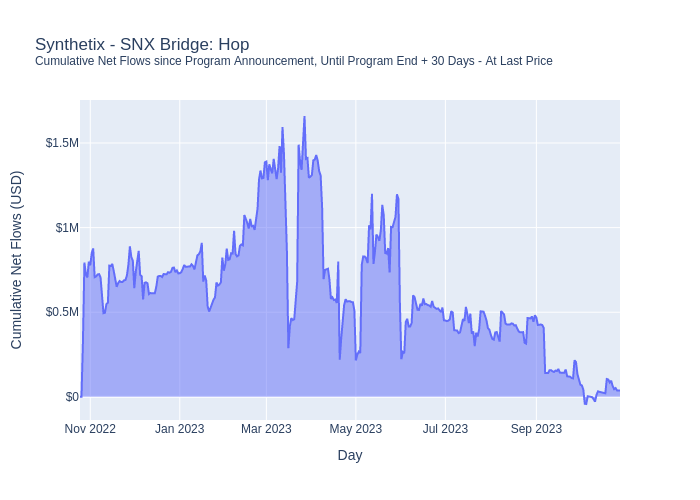 Synthetix - SNX Bridge: Hop
Cumulative Net Flows since Program Announcement, Until Program End + 30 Days - At Last Price
$1.5M
$1M
$0.5M
$0
Cumulative Net Flows (USD)
Nov 2022 Jan 2023 Mar 2023 May 2023 Jul 2023 Sep 2023
Day